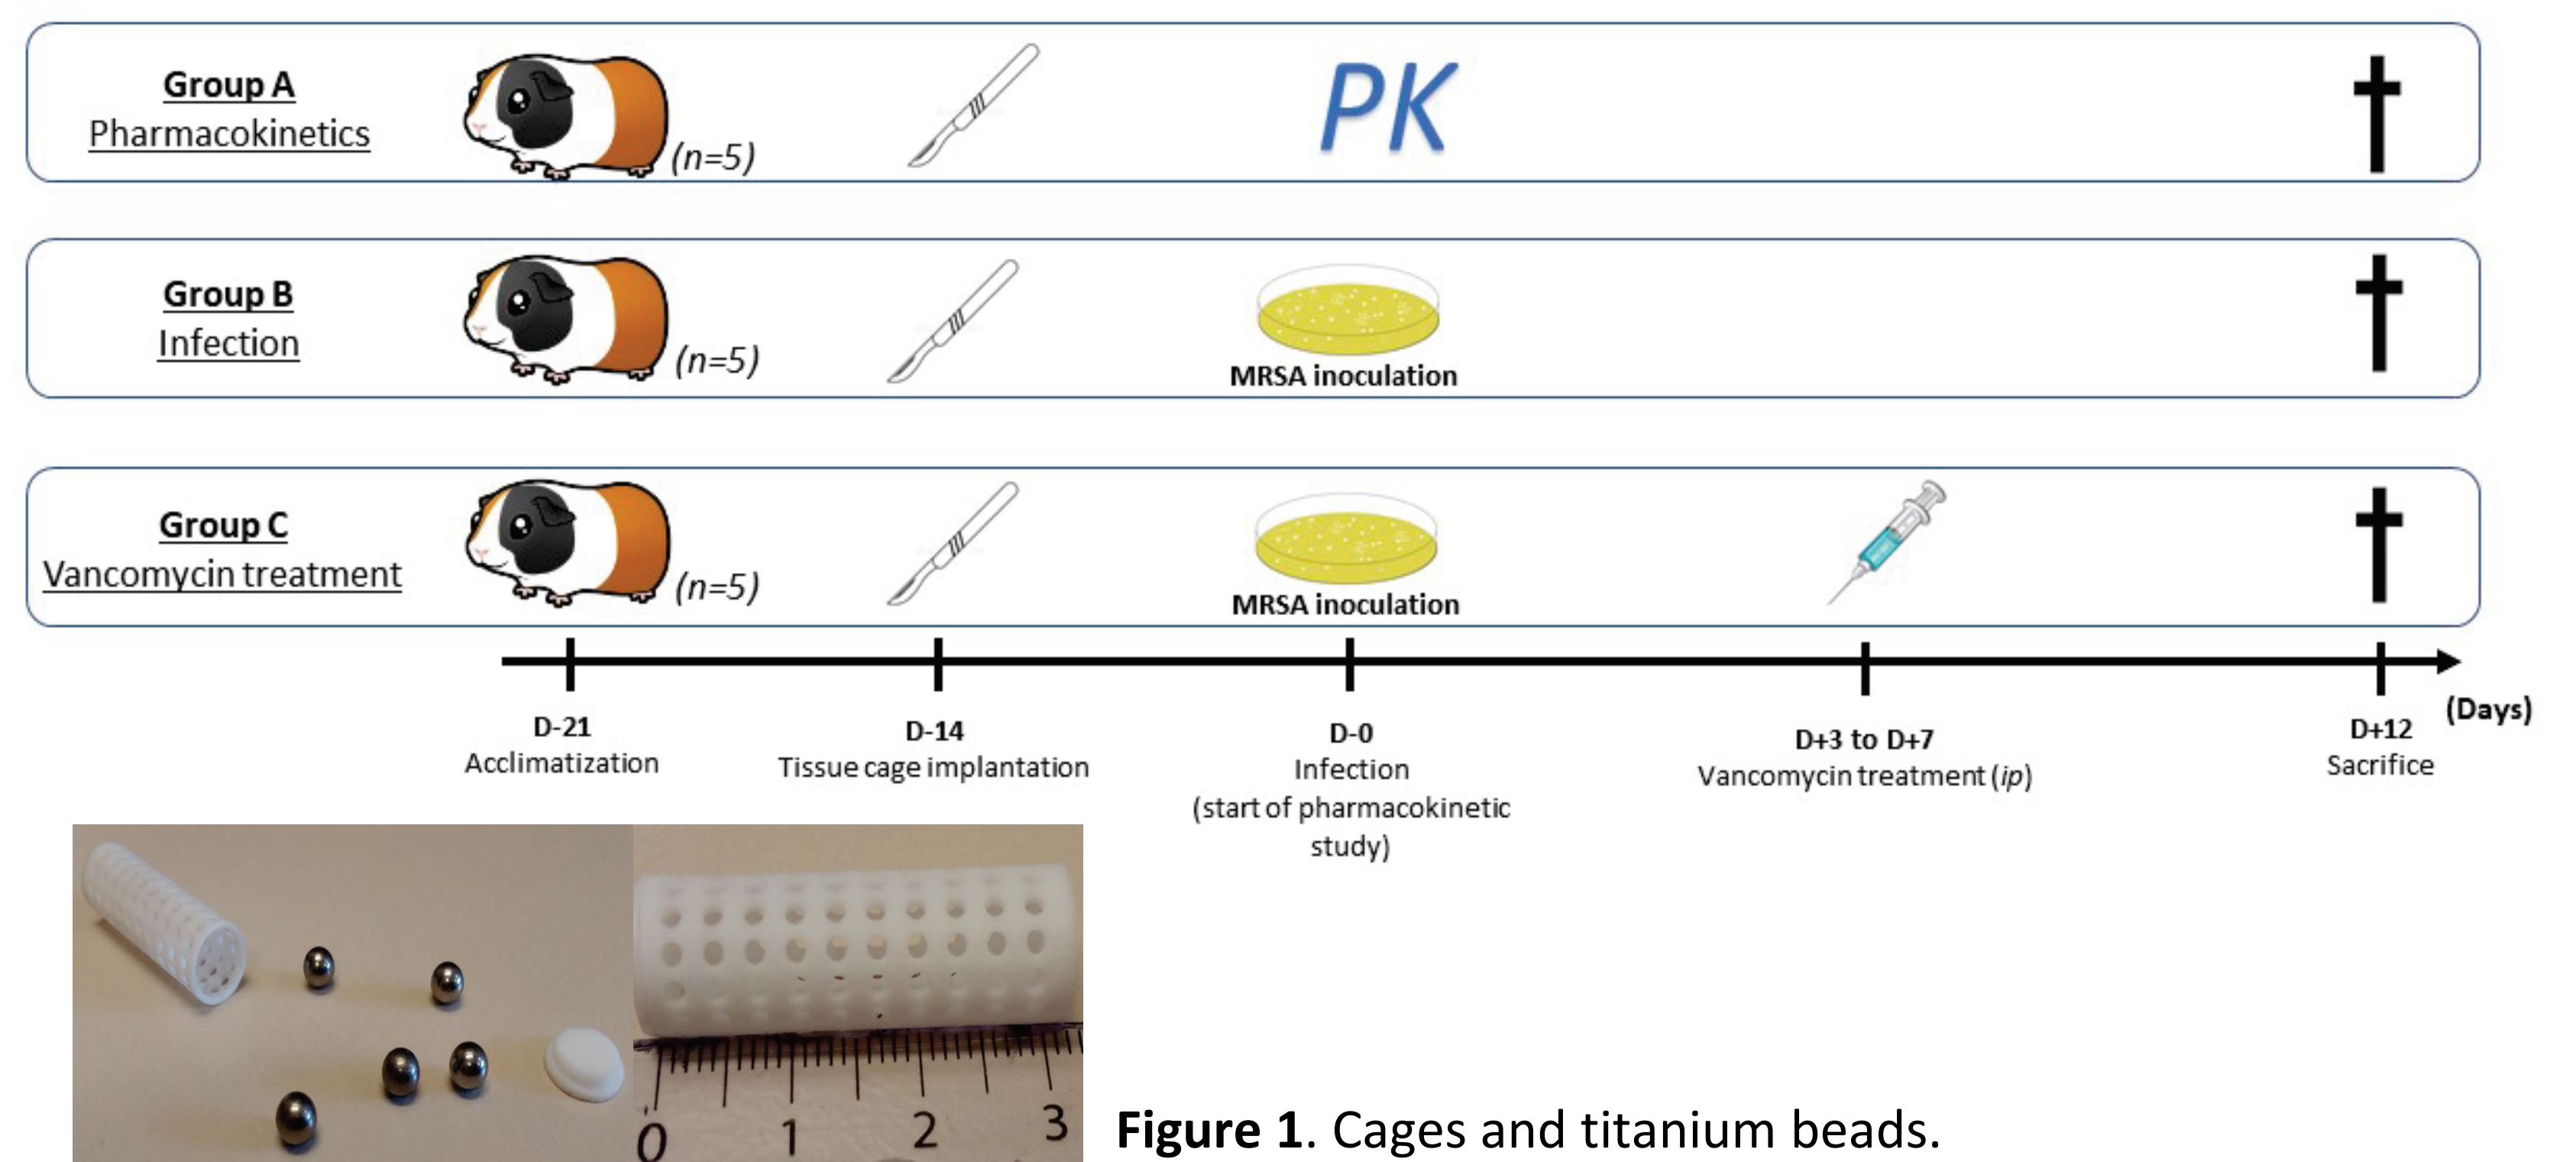 Group A
Pharmacokinetics
(n=5)
PK
Group B
Infection
(n=5)
MRSA inoculation
Group C
Vancomycin treatment
(n=5)
MRSA inoculation
D-21
Acclimatization
D-14
Tissue cage implantation
D-0
Infection
(start of pharmacokinetic
study)
D+3 to D+7
Vancomycin treatment (ip)
D+12
Sacrifice
(Days)
0 1 2 3
Figure 1. Cages and titanium beads.